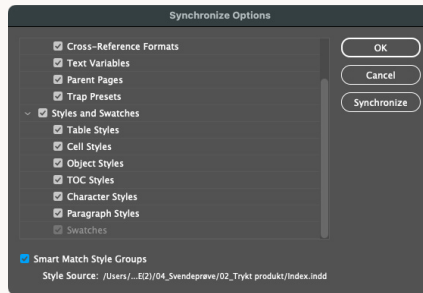 Synchronize Options
Cross-Reference Formats
Text Variables
Parent Pages
Trap Presets
Styles and Swatches
Table Styles
Cell Styles
Object Styles
TOC Styles
Character Styles
Paragraph Styles
Swatches
Smart Match Style Groups
Style Source: /Users/...E(2)/04_Svendeprøve/02_Trykt produkt/Index.indd
OK
Cancel
Synchronize